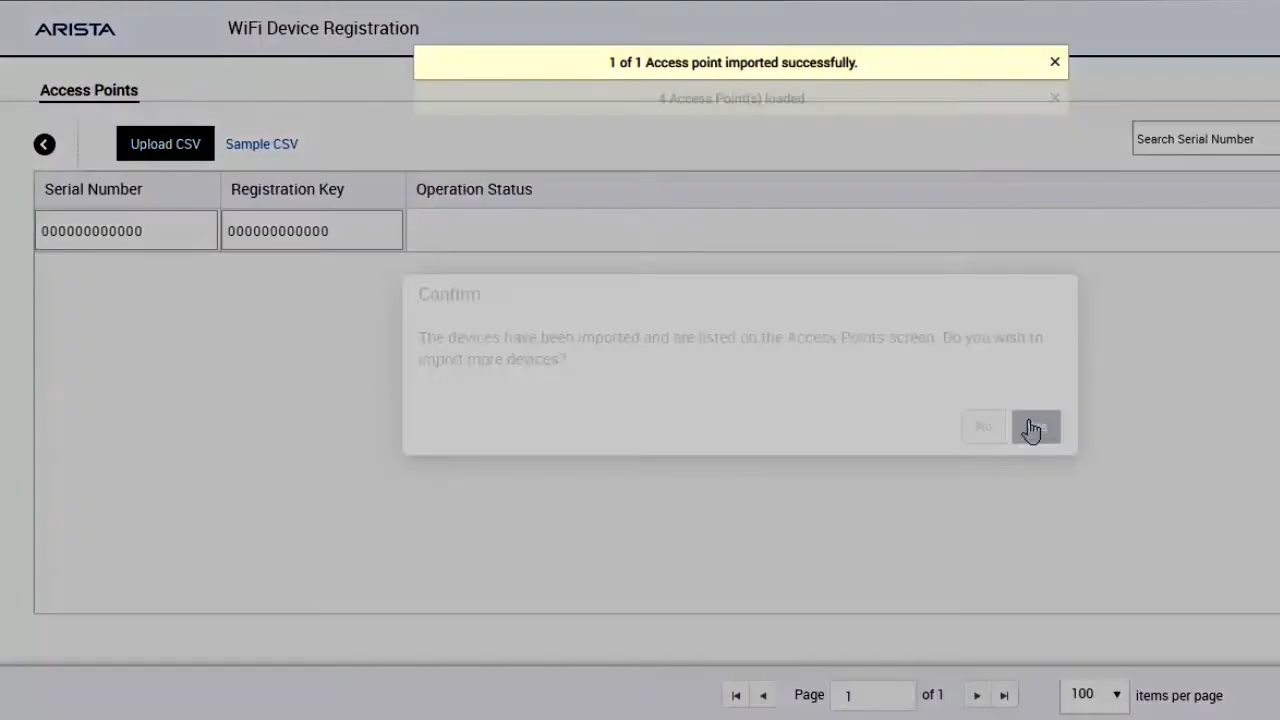 ARISTA
WiFi Device Registration
1 of 1 Access point imported successfully.
4 Access Point(s) loaded
Access Points
Upload CSV
Sample CSV
Search Serial Number
Serial Number
Registration Key
Operation Status
000000000000
000000000000
Confirm
The devices have been imported and are listed on the Access Points screen. Do you wish to
import more devices?
No
Page
1
of 1
100
items per page